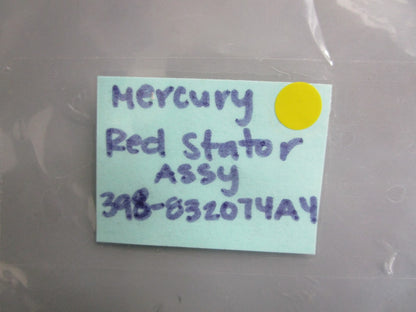 Mercury
Red Stator
Assy
398-832074A4